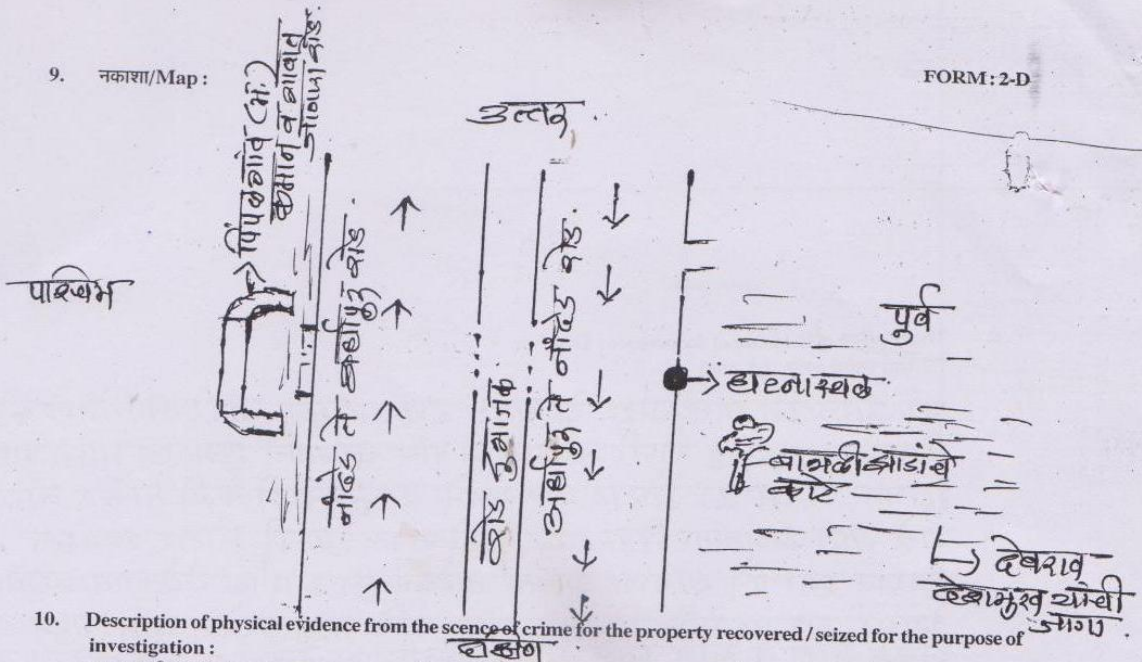 9. नकाशा/Map :
FORM : 2-D
पिंपळगांव (म.)
कमान व गावात
जाणारा रोड.
उत्तर
पश्चिम
नांदेड ते अर्धापुर रोड
रोड दुभाजक
अर्धापुर ते नांदेड रोड.
पुर्व
घटनास्थळ
बाभळी झाडांचे
काटे
देवराव
देशमुख यांची
जागा
दक्षिण
10. Description of physical evidence from the scence of crime for the property recovered / seized for the purpose of
investigation :